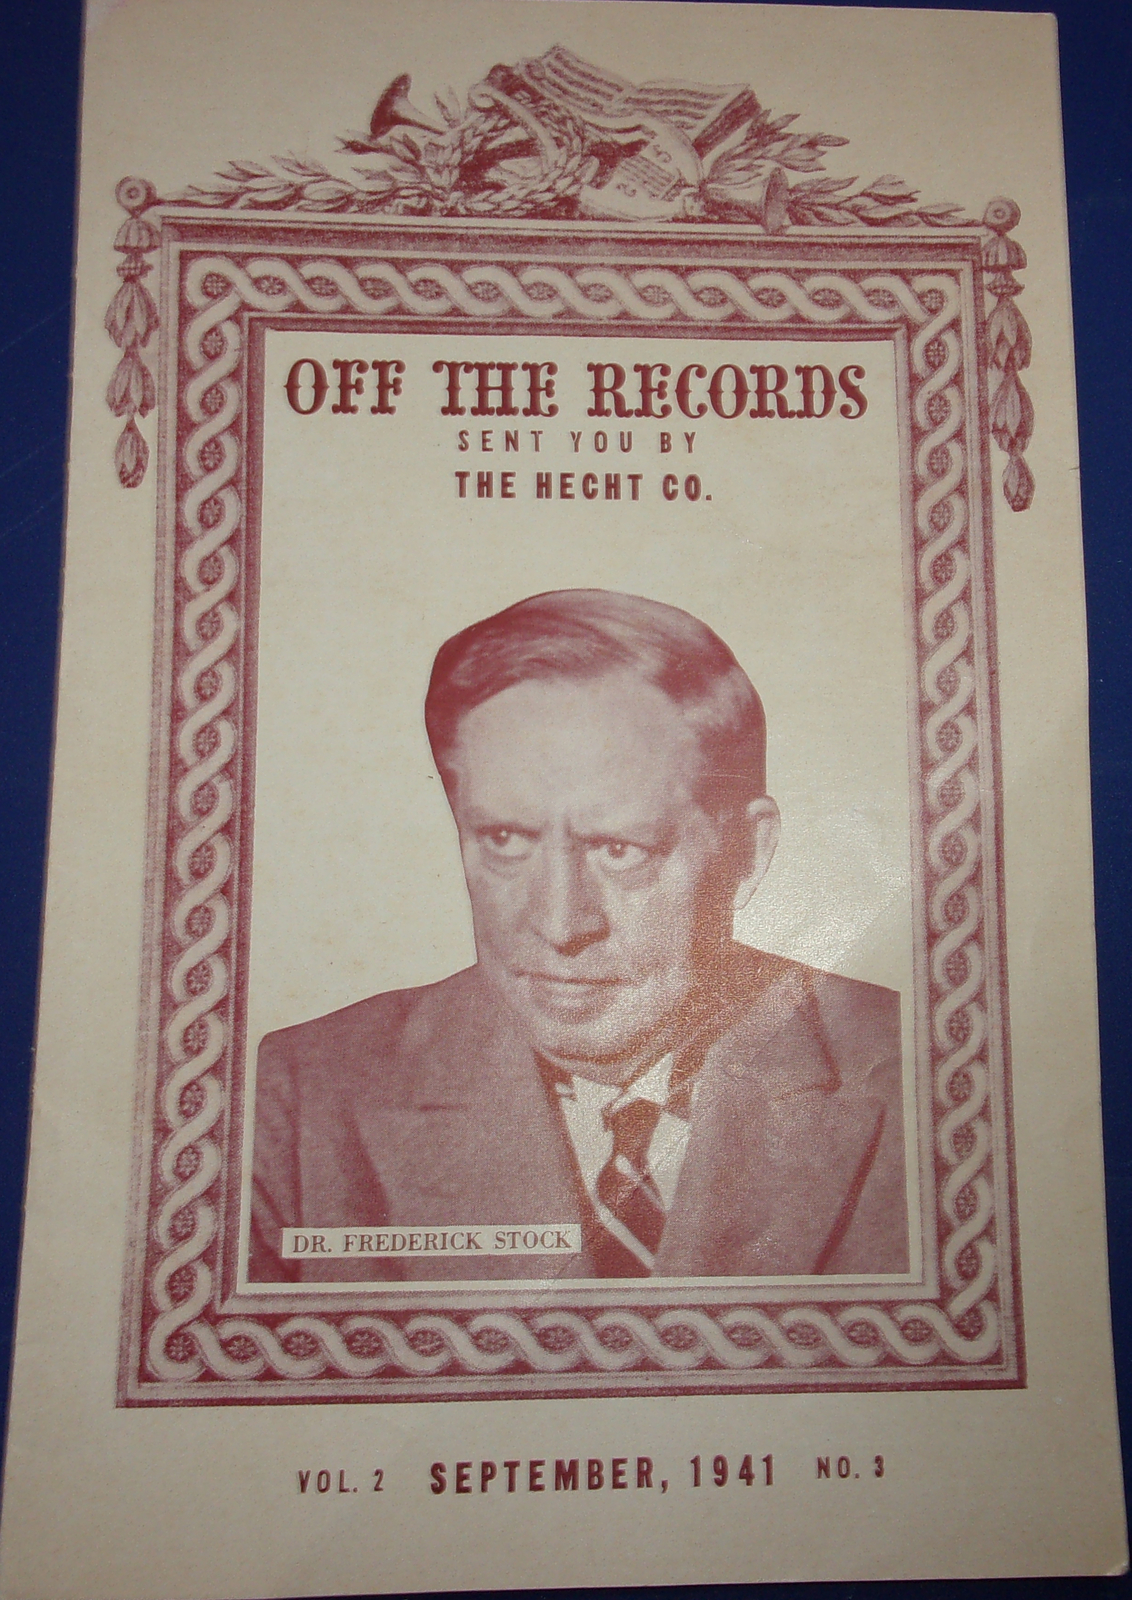 OFF THE RECORDS
SENT YOU BY
THE HECHT CO.
DR. FREDERICK STOCK
VOL. 2 SEPTEMBER, 1941 NO. 3